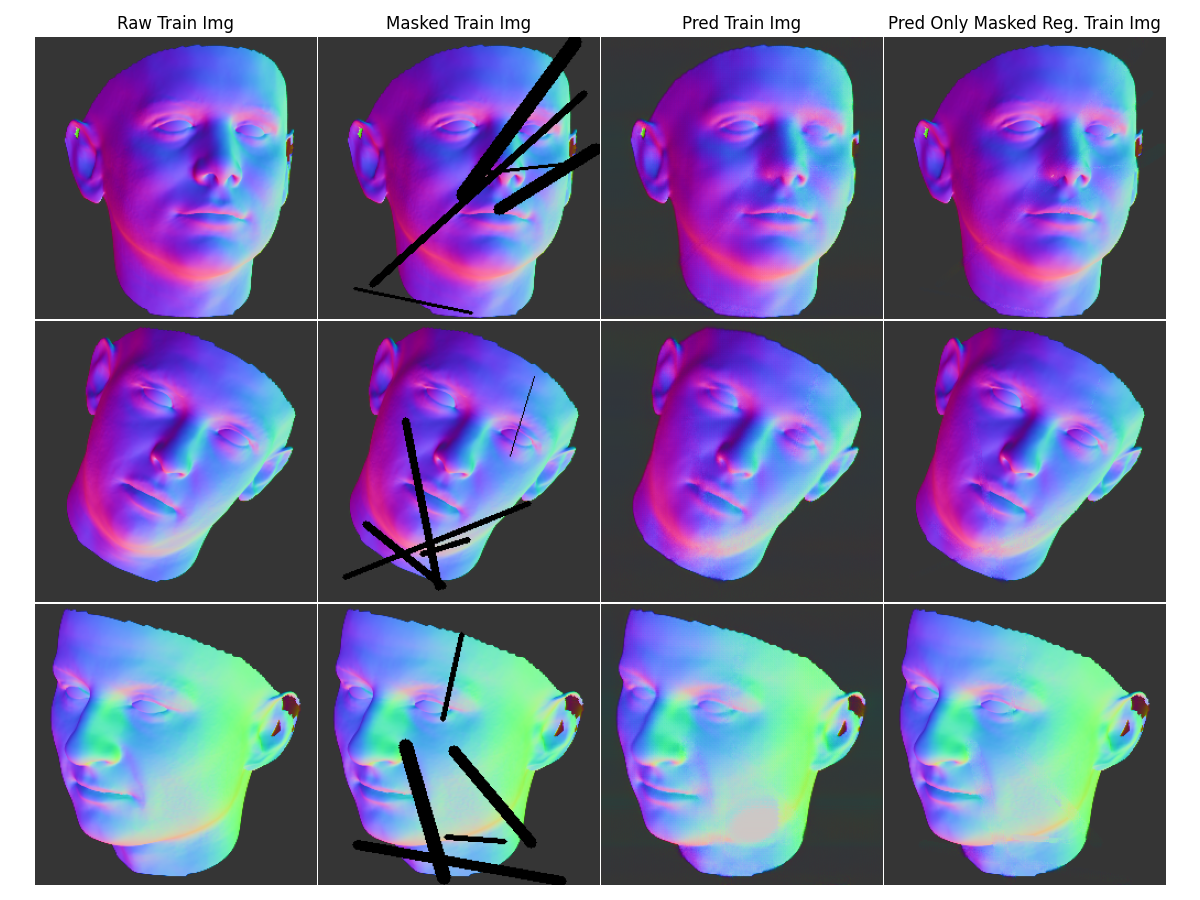 Raw Train Img
Masked Train Img
Pred Train Img
Pred Only Masked Reg. Train Img